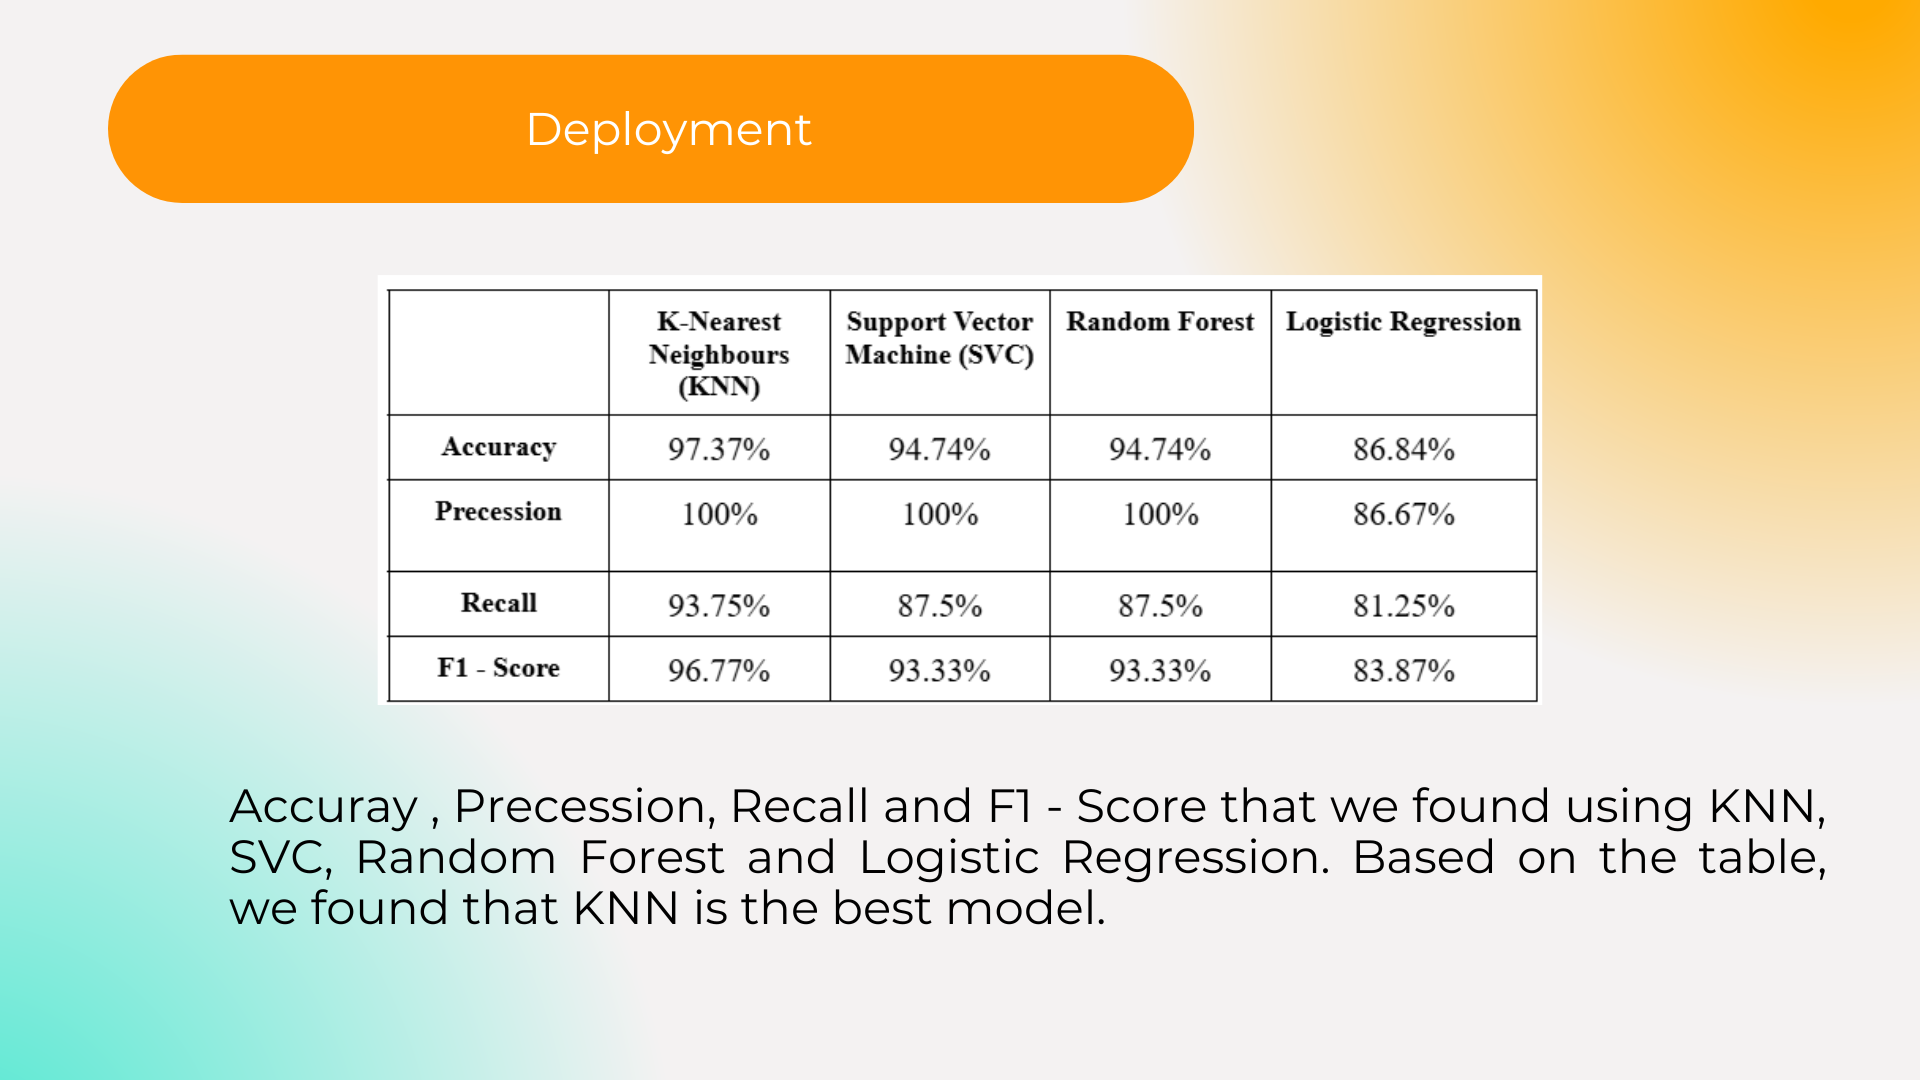 Deployment
K-Nearest Neighbours (KNN) Support Vector Machine (SVC) Random Forest Logistic Regression
Accuracy 97.37% 94.74% 94.74% 86.84%
Precession 100% 100% 100% 86.67%
Recall 93.75% 87.5% 87.5% 81.25%
F1 - Score 96.77% 93.33% 93.33% 83.87%
Accuray , Precession, Recall and F1 - Score that we found using KNN,
SVC, Random Forest and Logistic Regression. Based on the table,
we found that KNN is the best model.